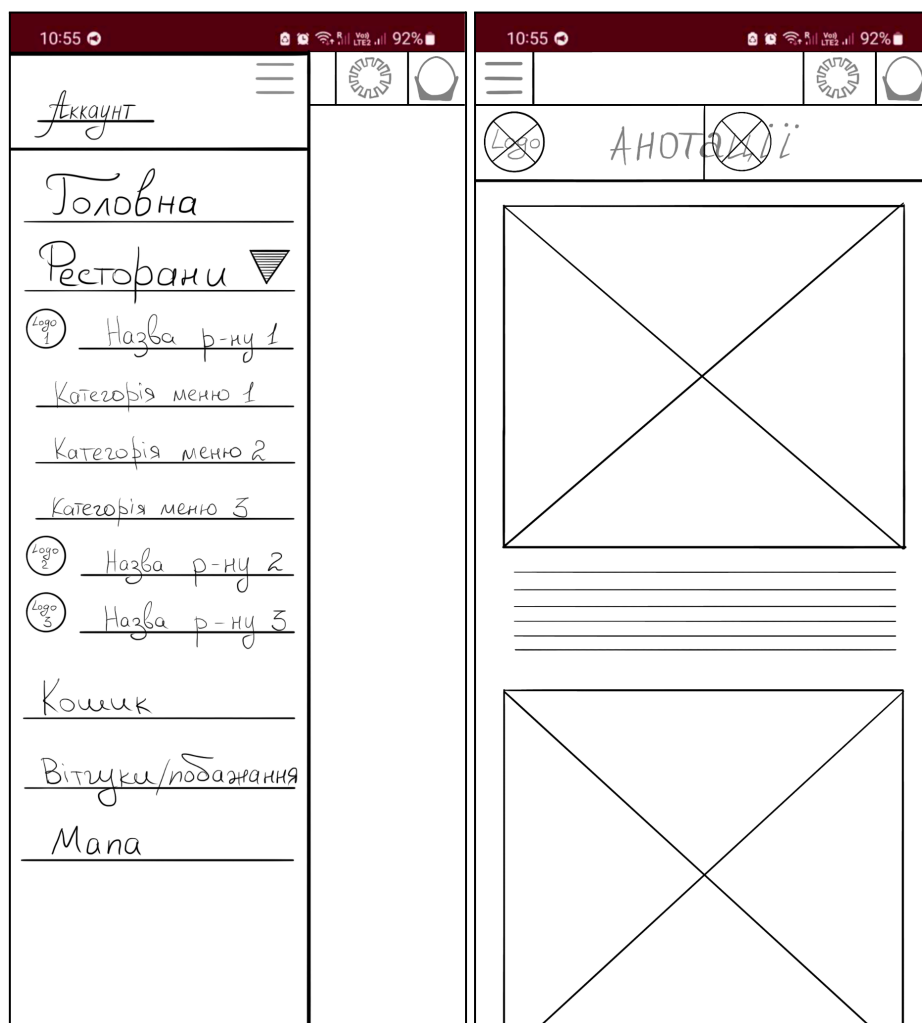 10:55 92%
Аккаунт
Головна
Ресторани
Logo 1 Назва р-ну 1
Категорія меню 1
Категорія меню 2
Категорія меню 3
Logo 2 Назва р-ну 2
Logo 3 Назва р-ну 3
Кошик
Вітгуки/побажання
Мапа
10:55 92%
Logo Анотації